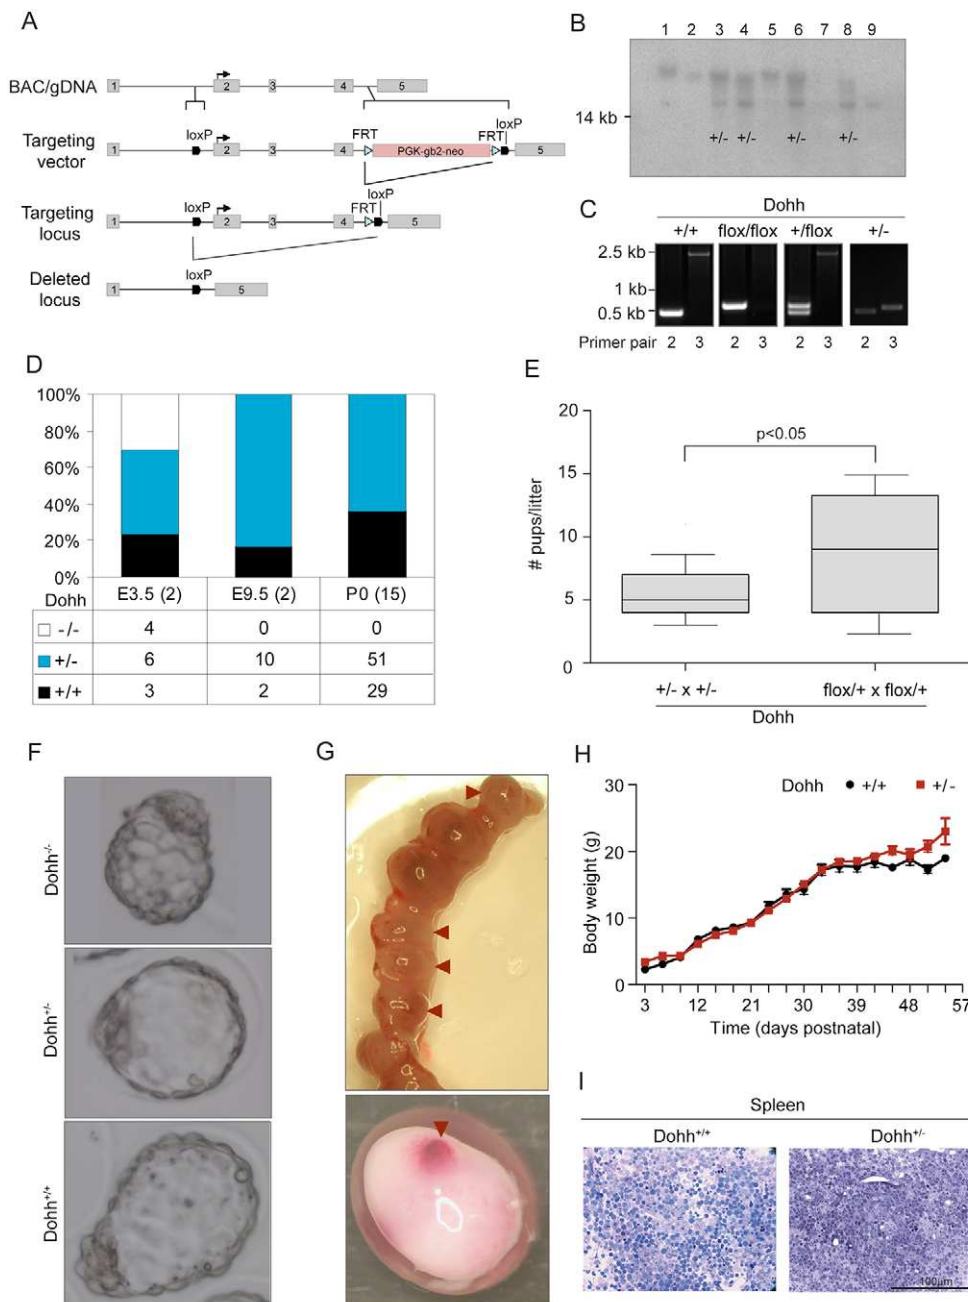 A
BAC/gDNA
1
2
3
4
5
loxP
FRT
FRT
loxP
Targeting
vector
1
2
3
4
PGK-gb2-neo
5
loxP
FRT
loxP
Targeting
locus
1
2
3
4
5
loxP
Deleted
locus
1
5
B
1 2 3 4 5 6 7 8 9
14 kb
+/- +/- +/- +/-
C
Dohh
+/+ flox/flox +/flox +/-
2.5 kb
1 kb
0.5 kb
Primer pair 2 3 2 3 2 3 2 3
D
100%
80%
60%
40%
20%
0%
Dohh E3.5 (2) E9.5 (2) P0 (15)
-/- 4 0 0
+/- 6 10 51
+/+ 3 2 29
E
# pups/litter
20
15
10
5
0
p<0.05
+/- x +/- flox/+ x flox/+
Dohh
F
Dohh-/-
Dohh+/-
Dohh+/+
G
H
Dohh +/+ +/-
Body weight (g)
30
20
10
0
3 12 21 30 39 48 57
Time (days postnatal)
I
Spleen
Dohh+/+ Dohh+/-
100µm